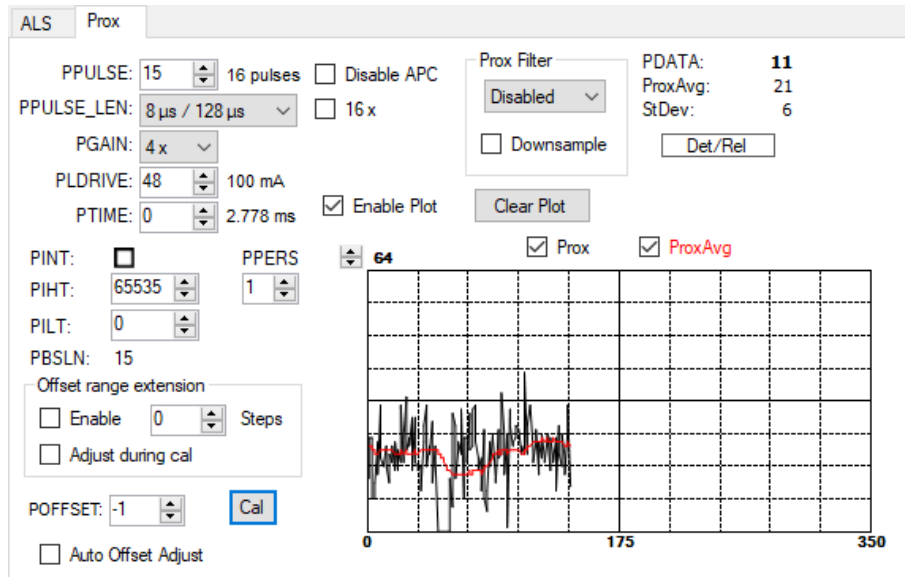 ALS Prox
PPULSE: 15 16 pulses
Disable APC
PPULSE_LEN: 8 µs / 128 µs
16 x
PGAIN: 4 x
PLDRIVE: 48 100 mA
PTIME: 0 2.778 ms
Prox Filter
Disabled
Downsample
PDATA: 11
ProxAvg: 21
StDev: 6
Det/Rel
Enable Plot
Clear Plot
PINT:
PPERS
PIHT: 65535
1
PILT: 0
PBSLN: 15
Offset range extension
Enable 0 Steps
Adjust during cal
POFFSET: -1
Cal
Auto Offset Adjust
64
Prox
ProxAvg
0 175 350